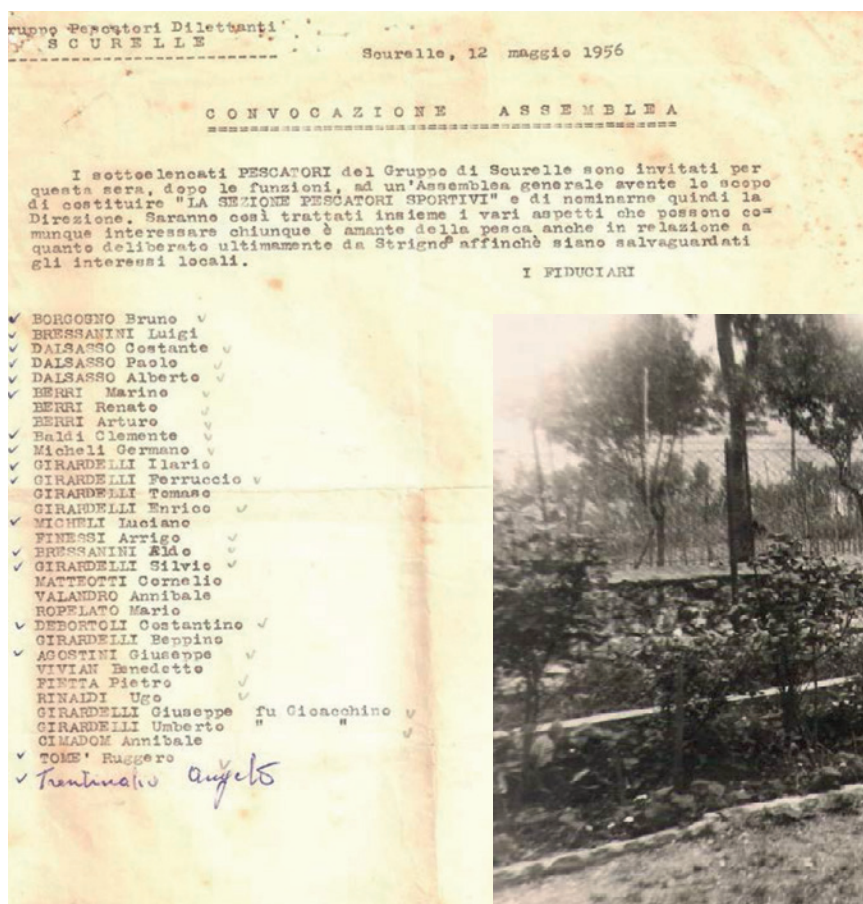 ruppo Pescatori Dilettanti
SCURELLE
Scurelle, 12 maggio 1956
CONVOCAZIONE ASSEMBLEA
I sottoelencati PESCATORI del Gruppo di Scurelle sono invitati per
questa sera, dopo le funzioni, ad un'Assemblea generale avente lo scopo
di costituire "LA SEZIONE PESCATORI SPORTIVI" e di nominarne quindi la
Direzione. Saranno così trattati insieme i vari aspetti che possono co=
munque interessare chiunque è amante della pesca anche in relazione a
quanto deliberato ultimamente da Strigno affinchè siano salvaguardati
gli interessi locali.
I FIDUCIARI
BORGOGNO Bruno
BRESSANINI Luigi
DALSASSO Costante
DALSASSO Paolo
DALSASSO Alberto
BERRI Marino
BERRI Renato
BERRI Arturo
Baldi Clemente
Micheli Germano
GIRARDELLI Ilario
GIRARDELLI Ferruccio
GIRARDELLI Tomaso
GIRARDELLI Enrico
MICHELI Luciano
FINESSI Arrigo
BRESSANINI Aldo
GIRARDELLI Silvio
MATTEOTTI Cornelio
VALANDRO Annibale
ROPELATO Mario
DEBORTOLI Costantino
GIRARDELLI Beppino
AGOSTINI Giuseppe
VIVIAN Benedetto
PIETTA Pietro
RINALDI Ugo
GIRARDELLI Giuseppe fu Gioacchino
GIRARDELLI Umberto " "
CIMADOM Annibale
TOME' Ruggero
Angelo